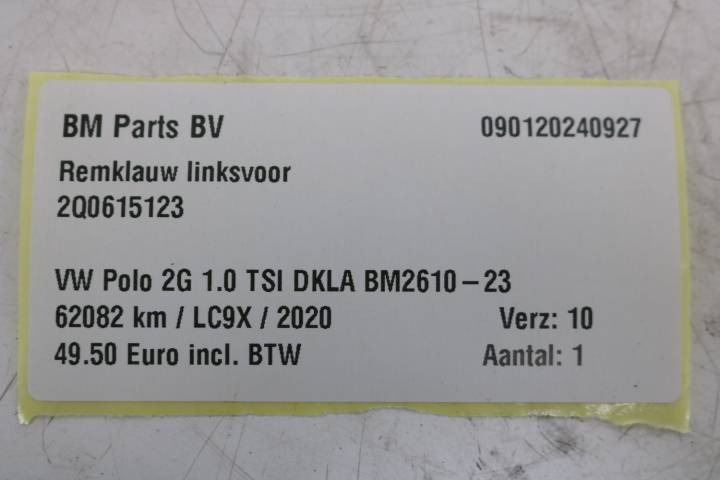 BM Parts BV 090120240927
Remklauw linksvoor
2Q0615123
VW Polo 2G 1.0 TSI DKLA BM2610-23
62082 km / LC9X / 2020 Verz: 10
49.50 Euro incl. BTW Aantal: 1